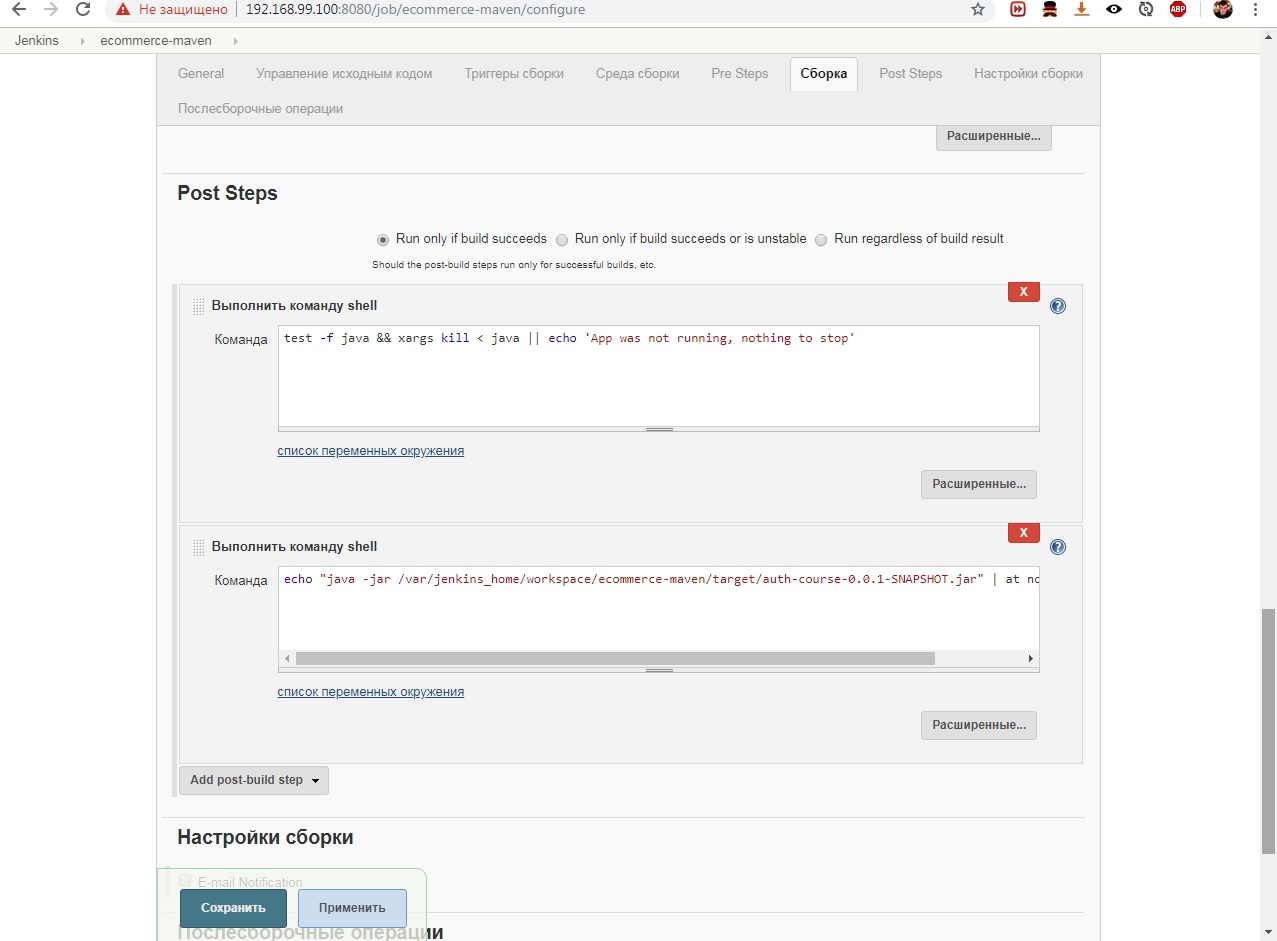 Не защищено | 192.168.99.100:8080/job/ecommerce-maven/configure
ABP
Jenkins ecommerce-maven
General Управление исходным кодом Триггеры сборки Среда сборки Pre Steps Сборка Post Steps Настройки сборки
Послесборочные операции
Расширенные...
Post Steps
Run only if build succeeds Run only if build succeeds or is unstable Run regardless of build result
Should the post-build steps run only for successful builds, etc.
X
Выполнить команду shell
Команда test -f java && xargs kill < java || echo 'App was not running, nothing to stop'
список переменных окружения
Расширенные...
X
Выполнить команду shell
Команда echo "java -jar /var/jenkins_home/workspace/ecommerce-maven/target/auth-course-0.0.1-SNAPSHOT.jar" | at no
список переменных окружения
Расширенные...
Add post-build step
Настройки сборки
E-mail Notification
Сохранить Применить
Послесборочные операции